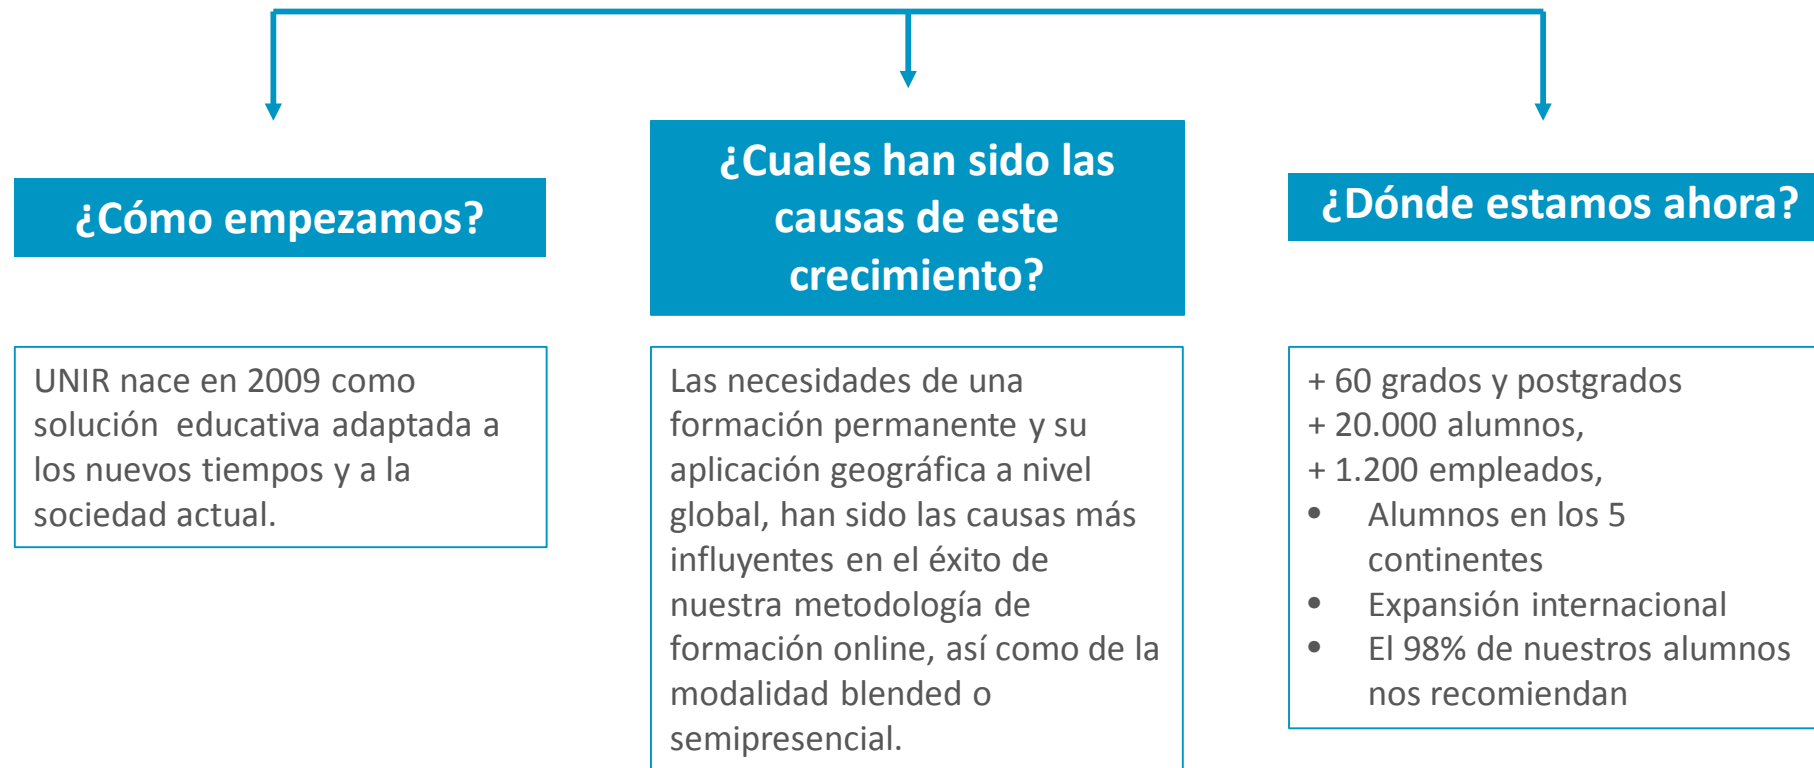 ¿Cómo empezamos?
UNIR nace en 2009 como
solución educativa adaptada a
los nuevos tiempos y a la
sociedad actual.
¿Cuales han sido las
causas de este
crecimiento?
Las necesidades de una
formación permanente y su
aplicación geográfica a nivel
global, han sido las causas más
influyentes en el éxito de
nuestra metodología de
formación online, así como de la
modalidad blended o
semipresencial.
¿Dónde estamos ahora?
+ 60 grados y postgrados
+ 20.000 alumnos,
+ 1.200 empleados,
• Alumnos en los 5
continentes
• Expansión internacional
• El 98% de nuestros alumnos
nos recomiendan